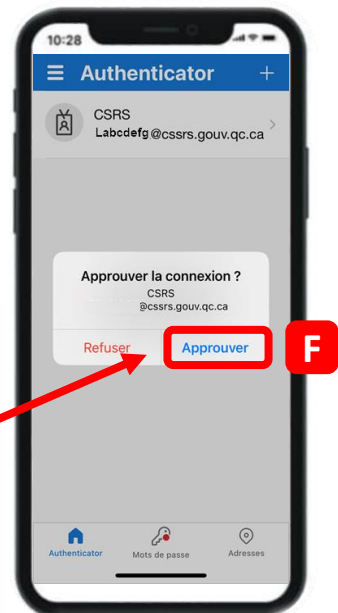 10:28
Authenticator
CSRS
Labcdefg@cssrs.gouv.qc.ca
Approuver la connexion ?
CSRS
@cssrs.gouv.qc.ca
Refuser Approuver
F
Authenticator Mots de passe Adresses